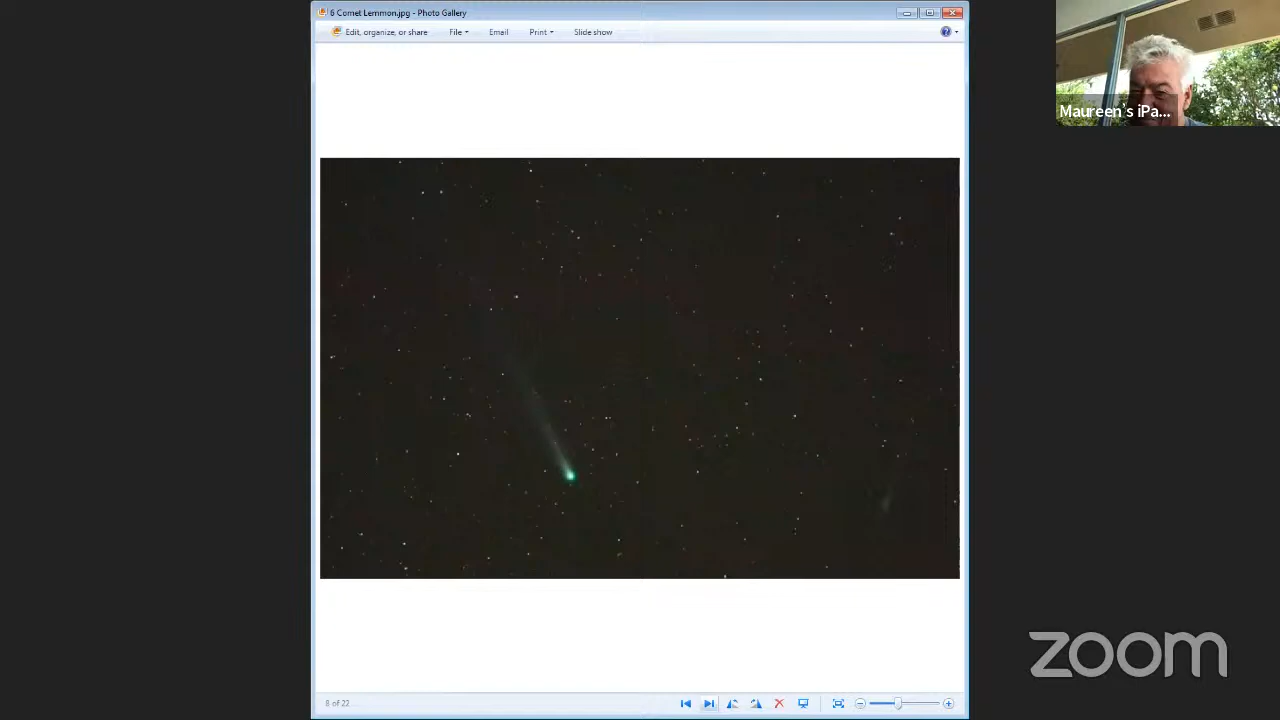 6 Comet Lemmon.jpg - Photo Gallery
Edit, organize, or share File Email Print Slide show
Maureen's iPa...
8 of 22
zoom